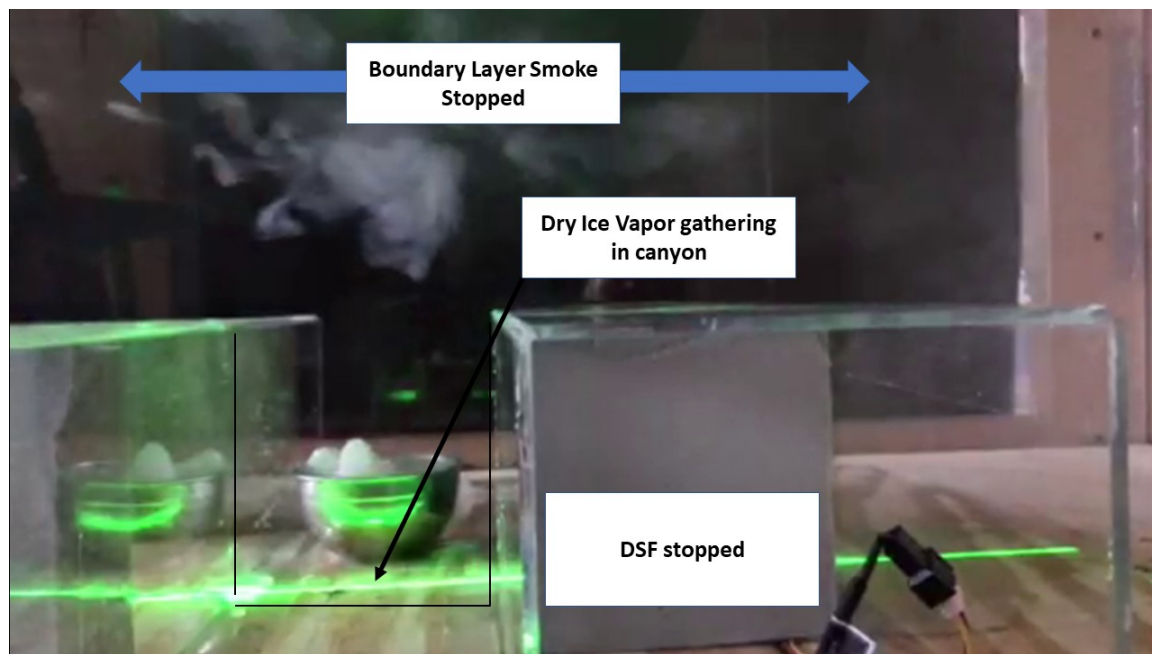 Boundary Layer Smoke
Stopped
Dry Ice Vapor gathering
in canyon
DSF stopped